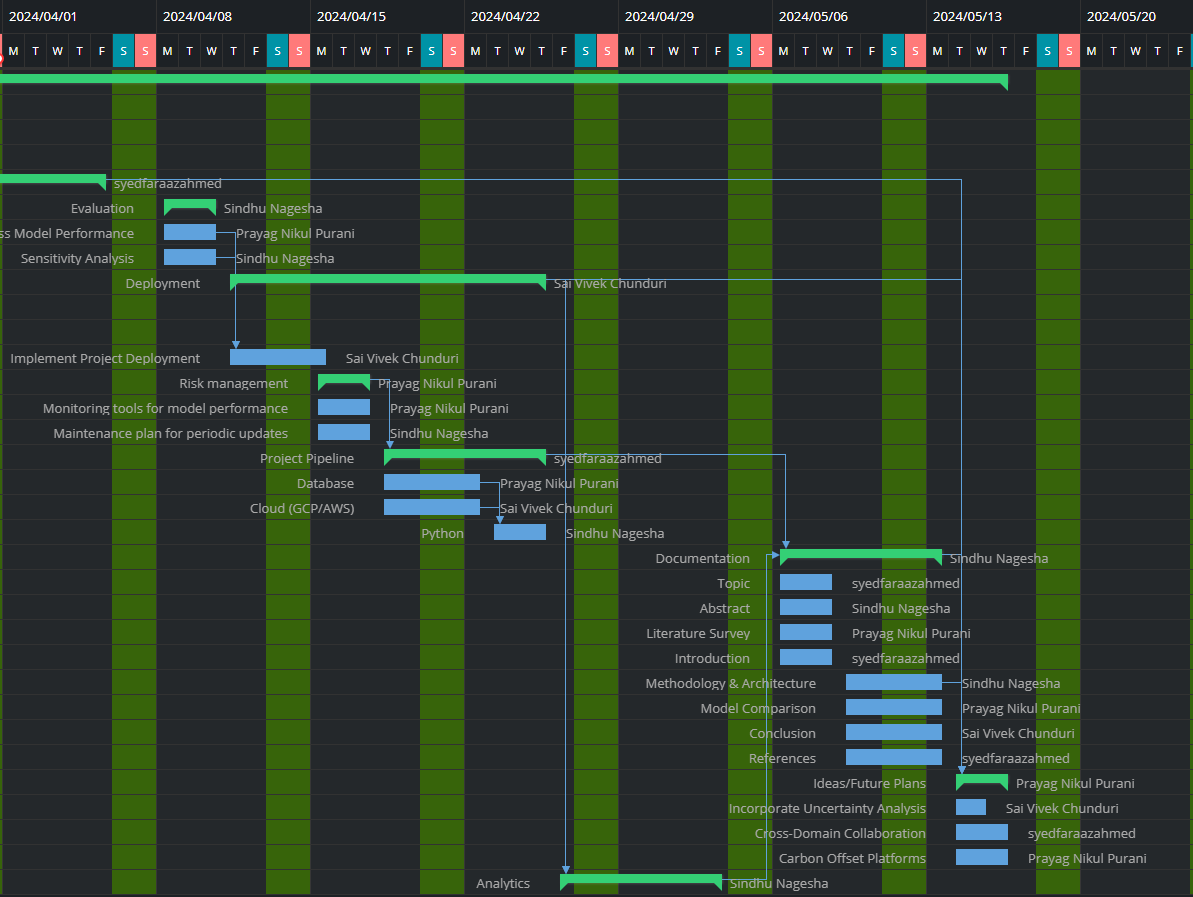 2024/04/01 2024/04/08 2024/04/15 2024/04/22 2024/04/29 2024/05/06 2024/05/13 2024/05/20
M T W T F S S M T W T F S S M T W T F S S M T W T F S S M T W T F S S M T W T F S S M T W T F S S M T W T F
syedfaraazahmed
Evaluation Sindhu Nagesha
ss Model Performance Prayag Nikul Purani
Sensitivity Analysis Sindhu Nagesha
Deployment Sai Vivek Chunduri
Implement Project Deployment Sai Vivek Chunduri
Risk management Prayag Nikul Purani
Monitoring tools for model performance Prayag Nikul Purani
Maintenance plan for periodic updates Sindhu Nagesha
Project Pipeline syedfaraazahmed
Database Prayag Nikul Purani
Cloud (GCP/AWS) Sai Vivek Chunduri
Python Sindhu Nagesha
Documentation Sindhu Nagesha
Topic syedfaraazahmed
Abstract Sindhu Nagesha
Literature Survey Prayag Nikul Purani
Introduction syedfaraazahmed
Methodology & Architecture Sindhu Nagesha
Model Comparison Prayag Nikul Purani
Conclusion Sai Vivek Chunduri
References syedfaraazahmed
Ideas/Future Plans Prayag Nikul Purani
Incorporate Uncertainty Analysis Sai Vivek Chunduri
Cross-Domain Collaboration syedfaraazahmed
Carbon Offset Platforms Prayag Nikul Purani
Analytics Sindhu Nagesha